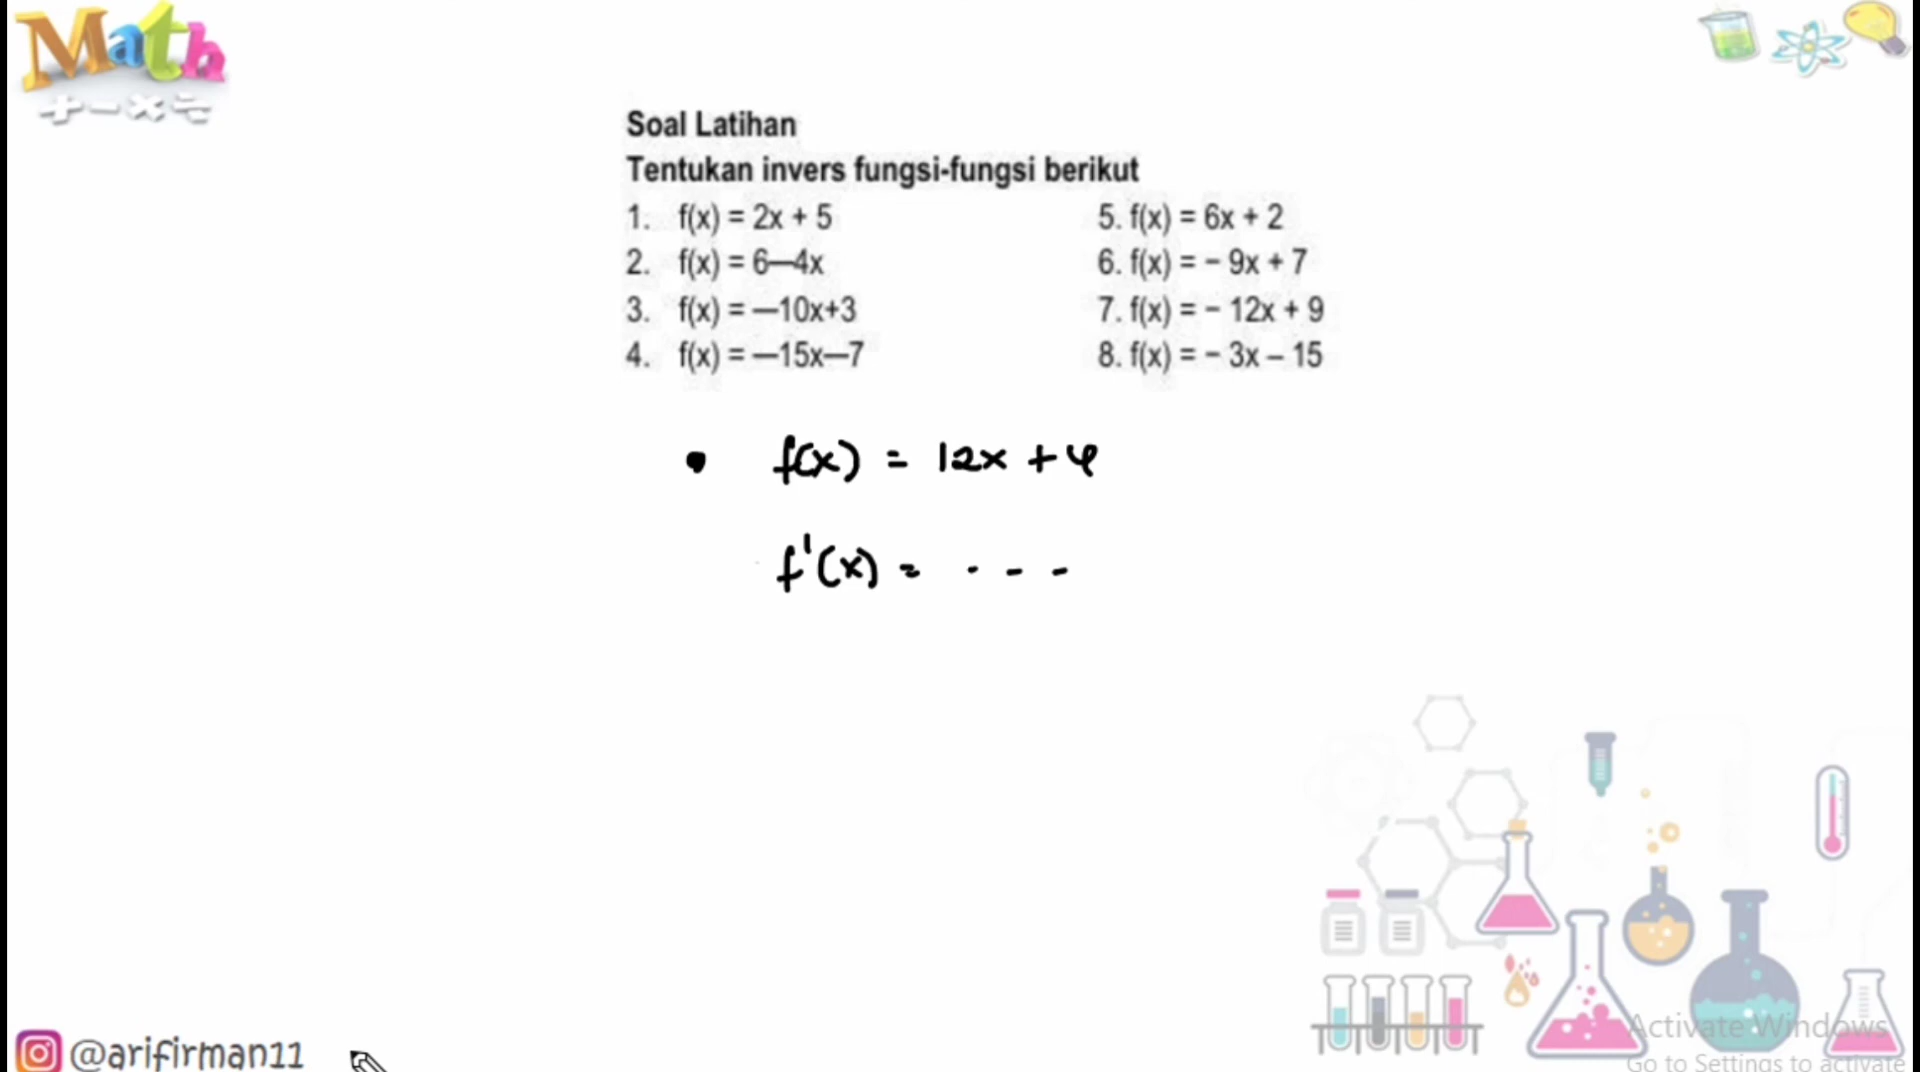 Math
+ − × ÷
Soal Latihan
Tentukan invers fungsi-fungsi berikut
1. f(x) = 2x + 5
2. f(x) = 6—4x
3. f(x) = —10x+3
4. f(x) = —15x—7
5. f(x) = 6x + 2
6. f(x) = − 9x + 7
7. f(x) = − 12x + 9
8. f(x) = − 3x – 15
• f(x) = 12x + 4
f'(x) = . - -
@arifirman11
Activate Windows
Go to Settings to activate